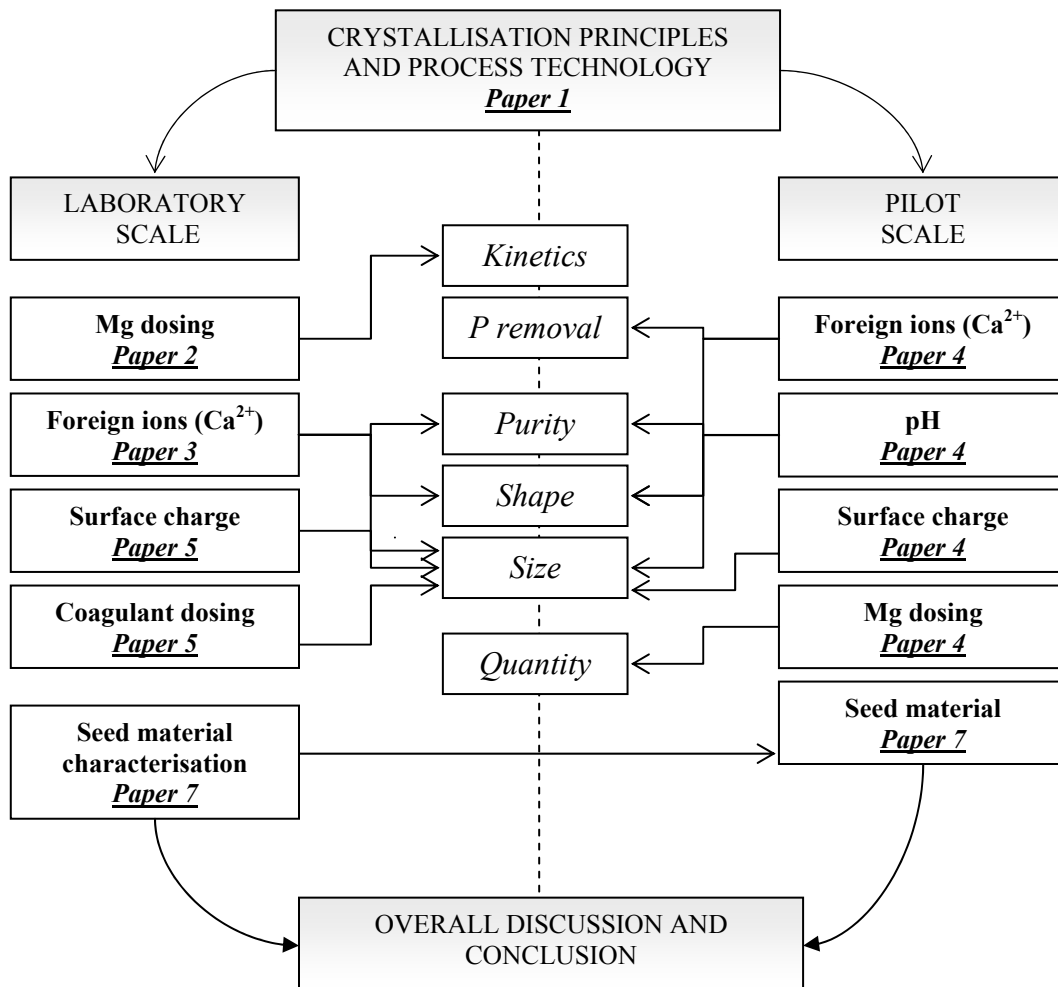 CRYSTALLISATION PRINCIPLES
AND PROCESS TECHNOLOGY
Paper 1
LABORATORY
SCALE
Mg dosing
Paper 2
Foreign ions (Ca²⁺)
Paper 3
Surface charge
Paper 5
Coagulant dosing
Paper 5
Seed material
characterisation
Paper 7
Kinetics
P removal
Purity
Shape
Size
Quantity
PILOT
SCALE
Foreign ions (Ca²⁺)
Paper 4
pH
Paper 4
Surface charge
Paper 4
Mg dosing
Paper 4
Seed material
Paper 7
OVERALL DISCUSSION AND
CONCLUSION